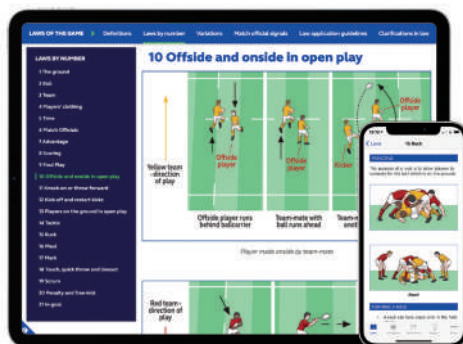 LAWS OF THE GAME
Definitions
Laws by number
Variations
Match official signals
Law application guidelines
Clarifications in law
LAWS BY NUMBER
1 The ground
2 Ball
3 Team
4 Players' clothing
5 Time
6 Match Officials
7 Advantage
8 Scoring
9 Foul Play
10 Offside and onside in open play
11 Knock-on or throw forward
12 Kick-off and restart kicks
13 Players on the ground in open play
14 Tackle
15 Ruck
16 Maul
17 Mark
18 Touch, quick throw and lineout
19 Scrum
20 Penalty and free-kick
21 In-goal
10 Offside and onside in open play
Yellow team-
direction
of play
Offside
player
Offside
player
Offside
player
Kicker
Offside player runs
behind ballcarrier
Team-mate with
ball runs ahead
Player made onside by team-mate
Red team-
direction
15 Ruck